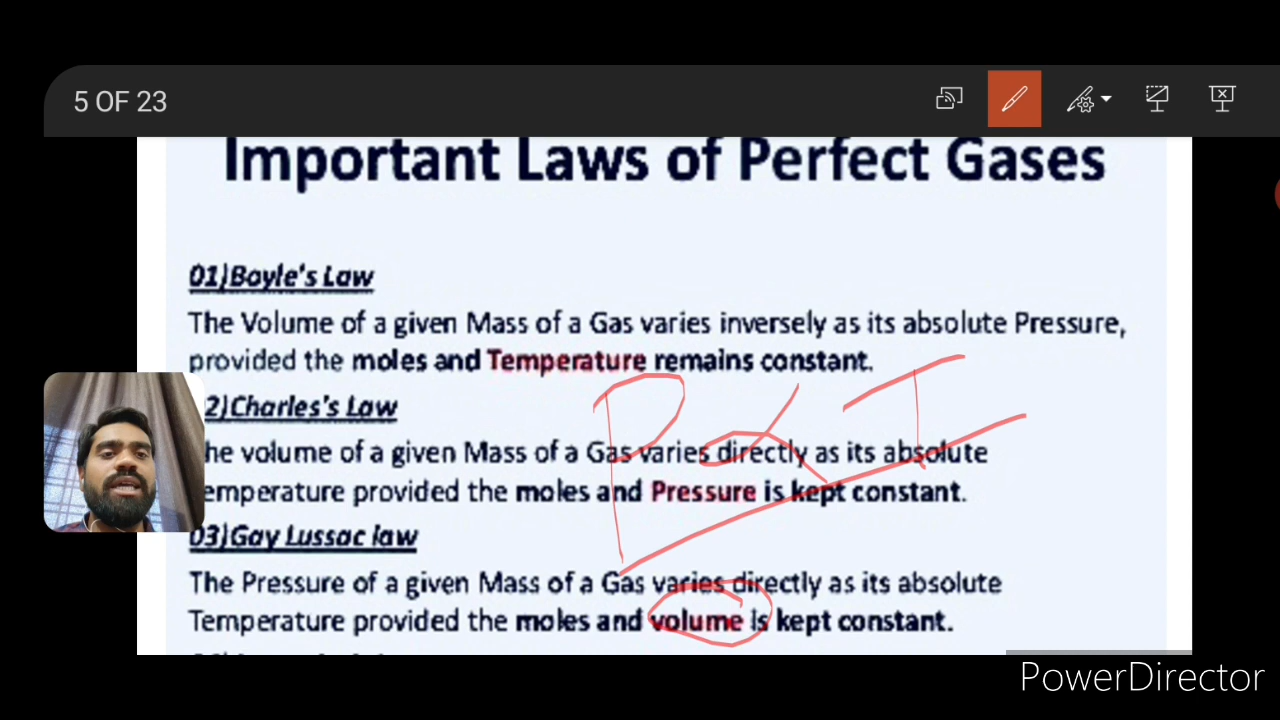 5 OF 23
Important Laws of Perfect Gases
01)Boyle's Law
The Volume of a given Mass of a Gas varies inversely as its absolute Pressure,
provided the moles and Temperature remains constant.
2)Charles's Law
he volume of a given Mass of a Gas varies directly as its absolute
emperature provided the moles and Pressure is kept constant.
P α T
03)Gay Lussac law
The Pressure of a given Mass of a Gas varies directly as its absolute
Temperature provided the moles and volume is kept constant.
PowerDirector